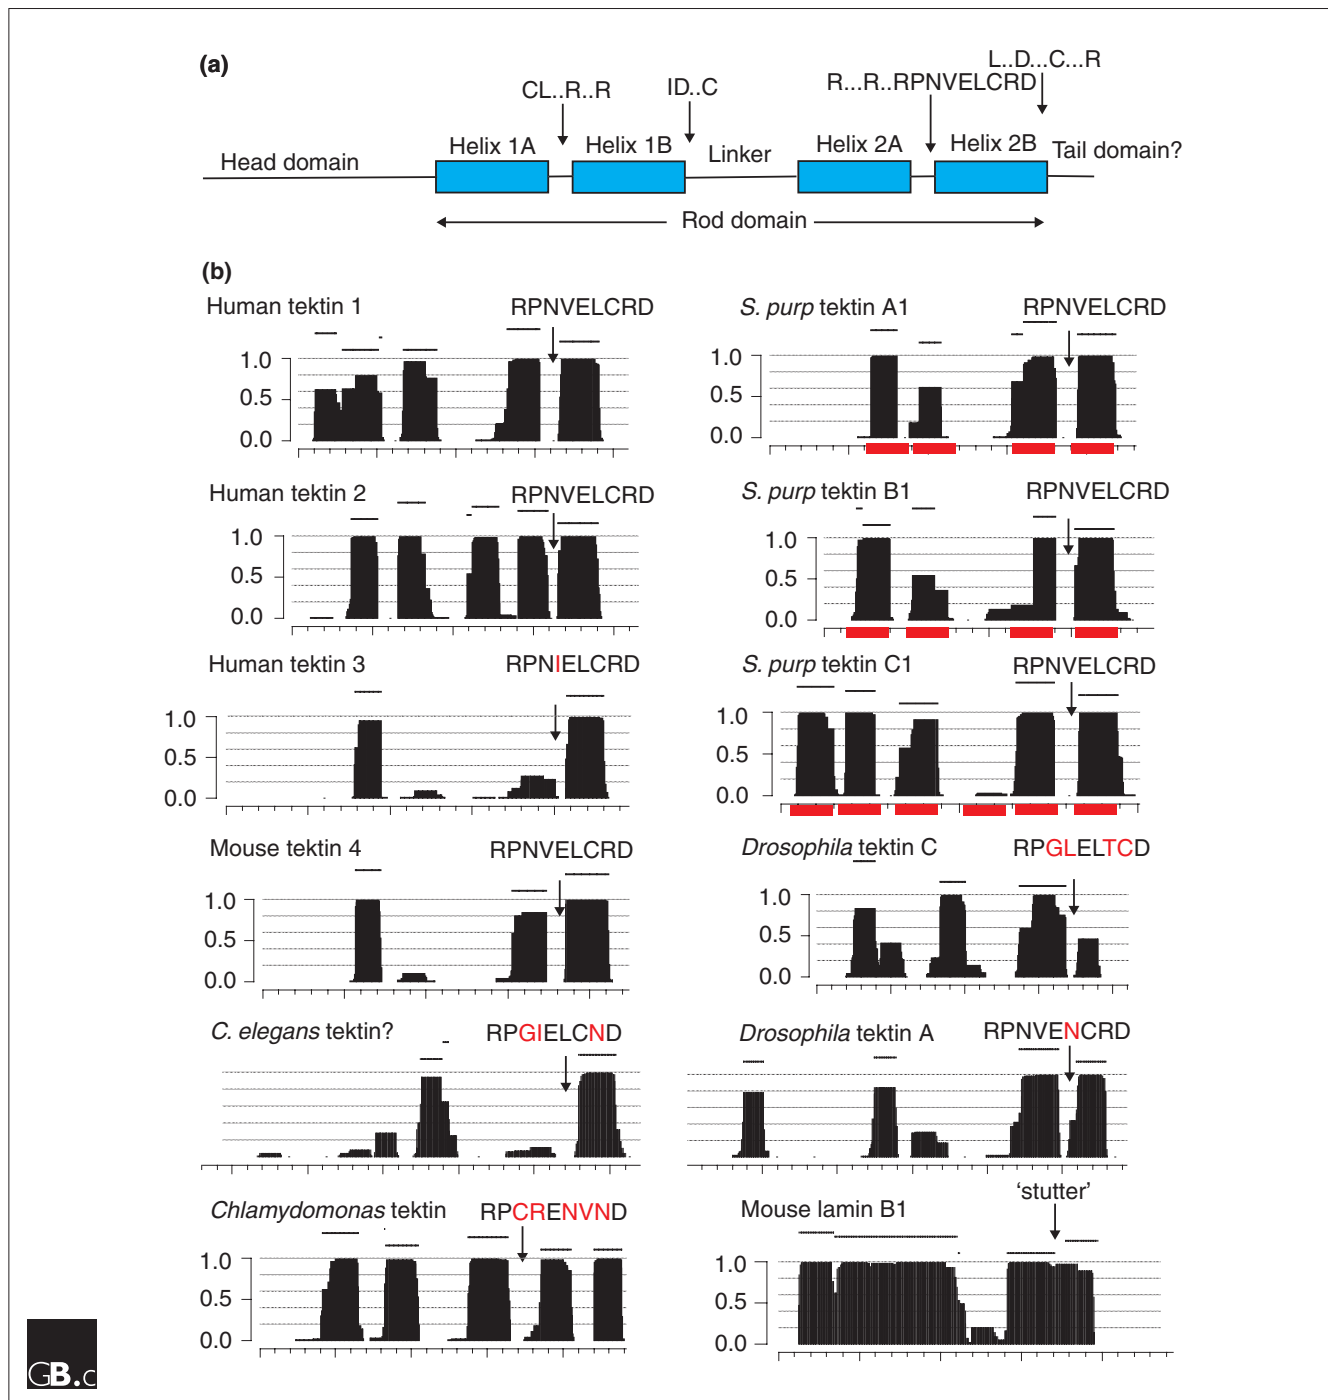 (a)
L..D...C...R
CL..R..R
ID..C
R...R..RPNVELCRD
Head domain
Helix 1A
Helix 1B
Linker
Helix 2A
Helix 2B
Tail domain?
Rod domain
(b)
Human tektin 1
RPNVELCRD
1.0
0.5
0.0
S. purp tektin A1
RPNVELCRD
1.0
0.5
0.0
Human tektin 2
RPNVELCRD
1.0
0.5
0.0
S. purp tektin B1
RPNVELCRD
1.0
0.5
0.0
Human tektin 3
RPNIELCRD
1.0
0.5
0.0
S. purp tektin C1
RPNVELCRD
1.0
0.5
0.0
Mouse tektin 4
RPNVELCRD
1.0
0.5
0.0
Drosophila tektin C
RPGLELTCD
1.0
0.5
0.0
C. elegans tektin?
RPGIELCND
Drosophila tektin A
RPNVENCRD
Chlamydomonas tektin
RPCRENVND
1.0
0.5
0.0
Mouse lamin B1
'stutter'
1.0
0.5
0.0
GB.c